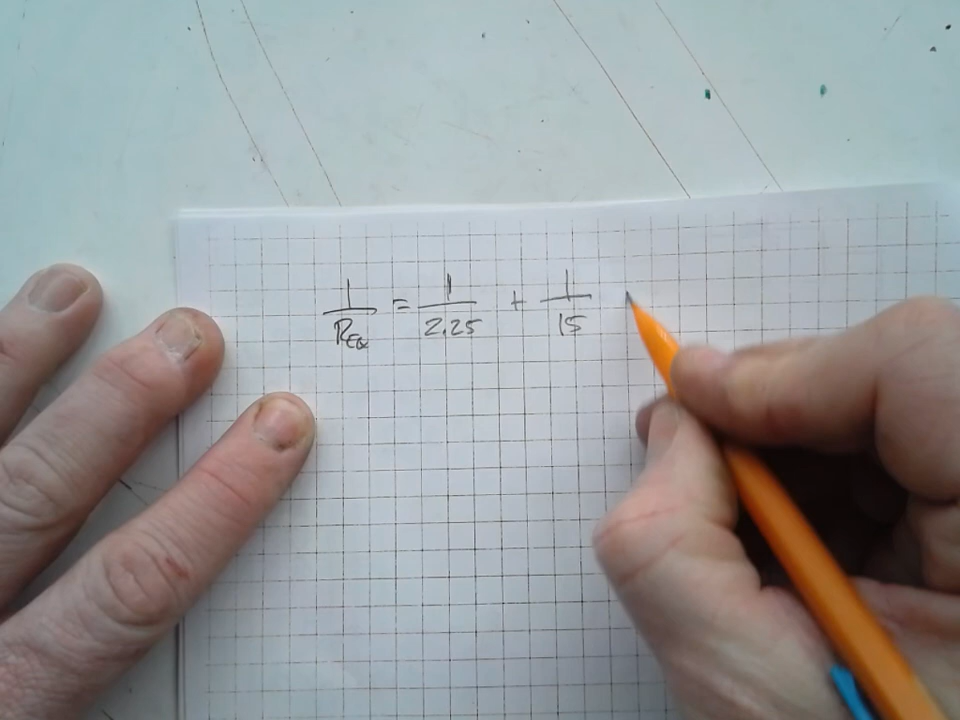 1/R_EQ = 1/2.25 + 1/15